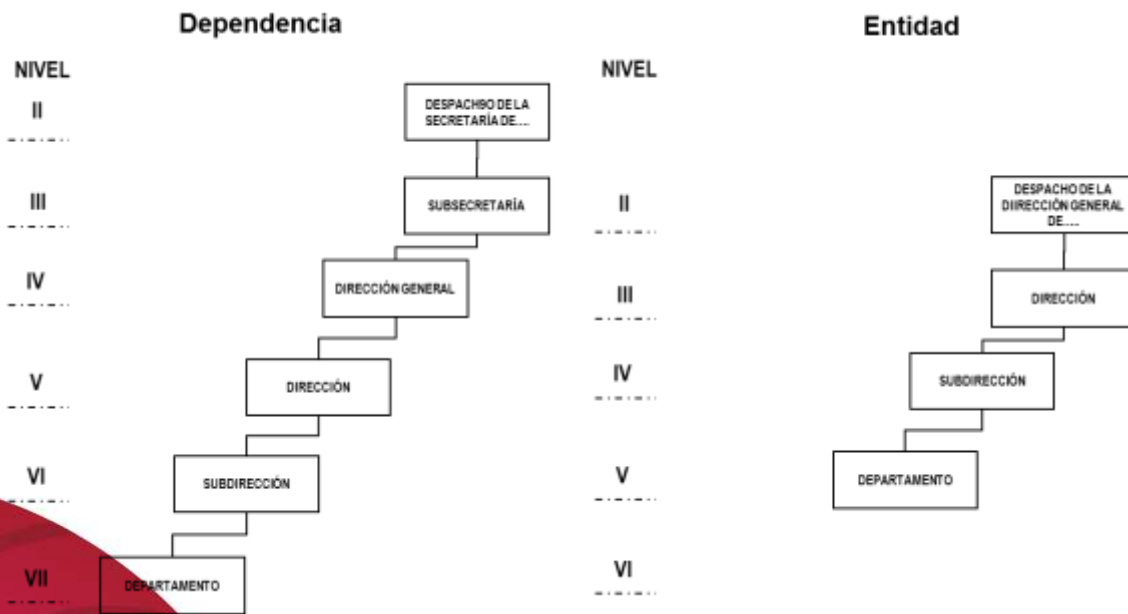 Dependencia
NIVEL
II
DESPACH9O DE LA
SECRETARÍA DE....
III
SUBSECRETARÍA
IV
DIRECCIÓN GENERAL
V
DIRECCIÓN
VI
SUBDIRECCIÓN
VII
DEPARTAMENTO
Entidad
NIVEL
II
DESPACHO DE LA
DIIRECCIÓN GENERAL
DE.....
III
DIRECCIÓN
IV
SUBDIRECCIÓN
V
DEPARTAMENTO
VI